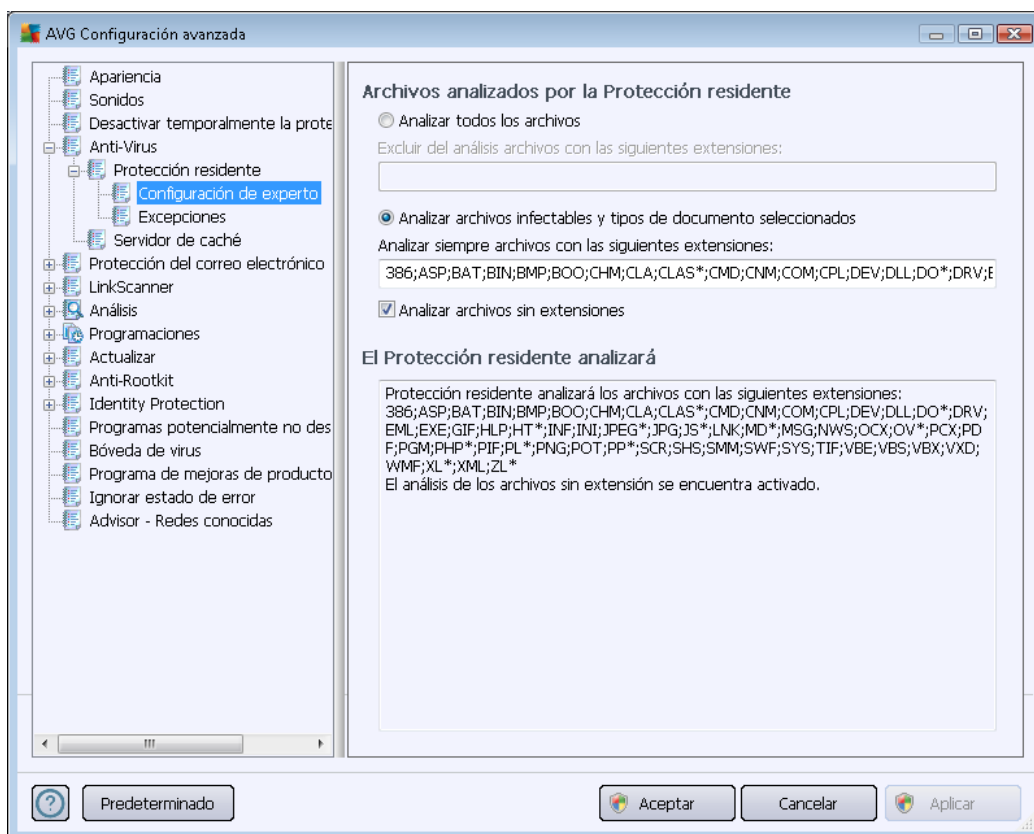 AVG Configuración avanzada
Apariencia
Sonidos
Desactivar temporalmente la prote
Anti-Virus
Protección residente
Configuración de experto
Excepciones
Servidor de caché
Protección del correo electrónico
LinkScanner
Análisis
Programaciones
Actualizar
Anti-Rootkit
Identity Protection
Programas potencialmente no des
Bóveda de virus
Programa de mejoras de producto
Ignorar estado de error
Advisor - Redes conocidas
Archivos analizados por la Protección residente
Analizar todos los archivos
Excluir del análisis archivos con las siguientes extensiones:
Analizar archivos infectables y tipos de documento seleccionados
Analizar siempre archivos con las siguientes extensiones:
386;ASP;BAT;BIN;BMP;BOO;CHM;CLA;CLAS*;CMD;CNM;COM;CPL;DEV;DLL;DO*;DRV;E
Analizar archivos sin extensiones
El Protección residente analizará
Protección residente analizará los archivos con las siguientes extensiones:
386;ASP;BAT;BIN;BMP;BOO;CHM;CLA;CLAS*;CMD;CNM;COM;CPL;DEV;DLL;DO*;DRV;
EML;EXE;GIF;HLP;HT*;INF;INI;JPEG*;JPG;JS*;LNK;MD*;MSG;NWS;OCX;OV*;PCX;PD
F;PGM;PHP*;PIF;PL*;PNG;POT;PP*;SCR;SHS;SMM;SWF;SYS;TIF;VBE;VBS;VBX;VXD;
WMF;XL*;XML;ZL*
El análisis de los archivos sin extensión se encuentra activado.
Predeterminado
Aceptar
Cancelar
Aplicar